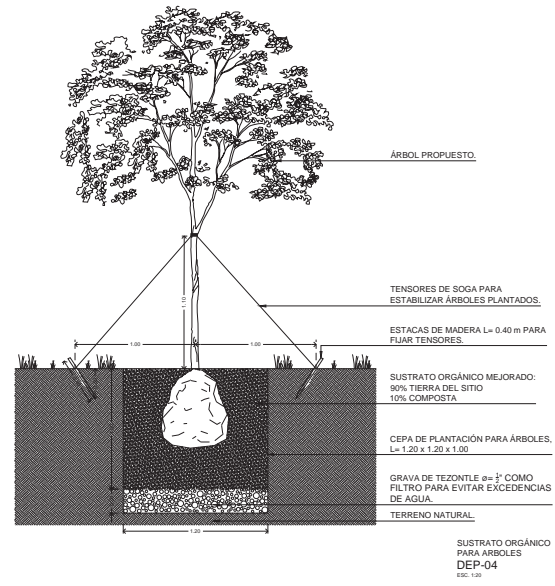 ÁRBOL PROPUESTO.
1.10
TENSORES DE SOGA PARA
ESTABILIZAR ÁRBOLES PLANTADOS.
1.00
1.00
ESTACAS DE MADERA L= 0.40 m PARA
FIJAR TENSORES.
SUSTRATO ORGÁNICO MEJORADO:
90% TIERRA DEL SITIO
10% COMPOSTA
CEPA DE PLANTACIÓN PARA ÁRBOLES,
L= 1.20 x 1.20 x 1.00
GRAVA DE TEZONTLE ø= " COMO
FILTRO PARA EVITAR EXCEDENCIAS
DE AGUA.
TERRENO NATURAL.
1.20
SUSTRATO ORGÁNICO
PARA ARBOLES
DEP-04
ESC. 1:20